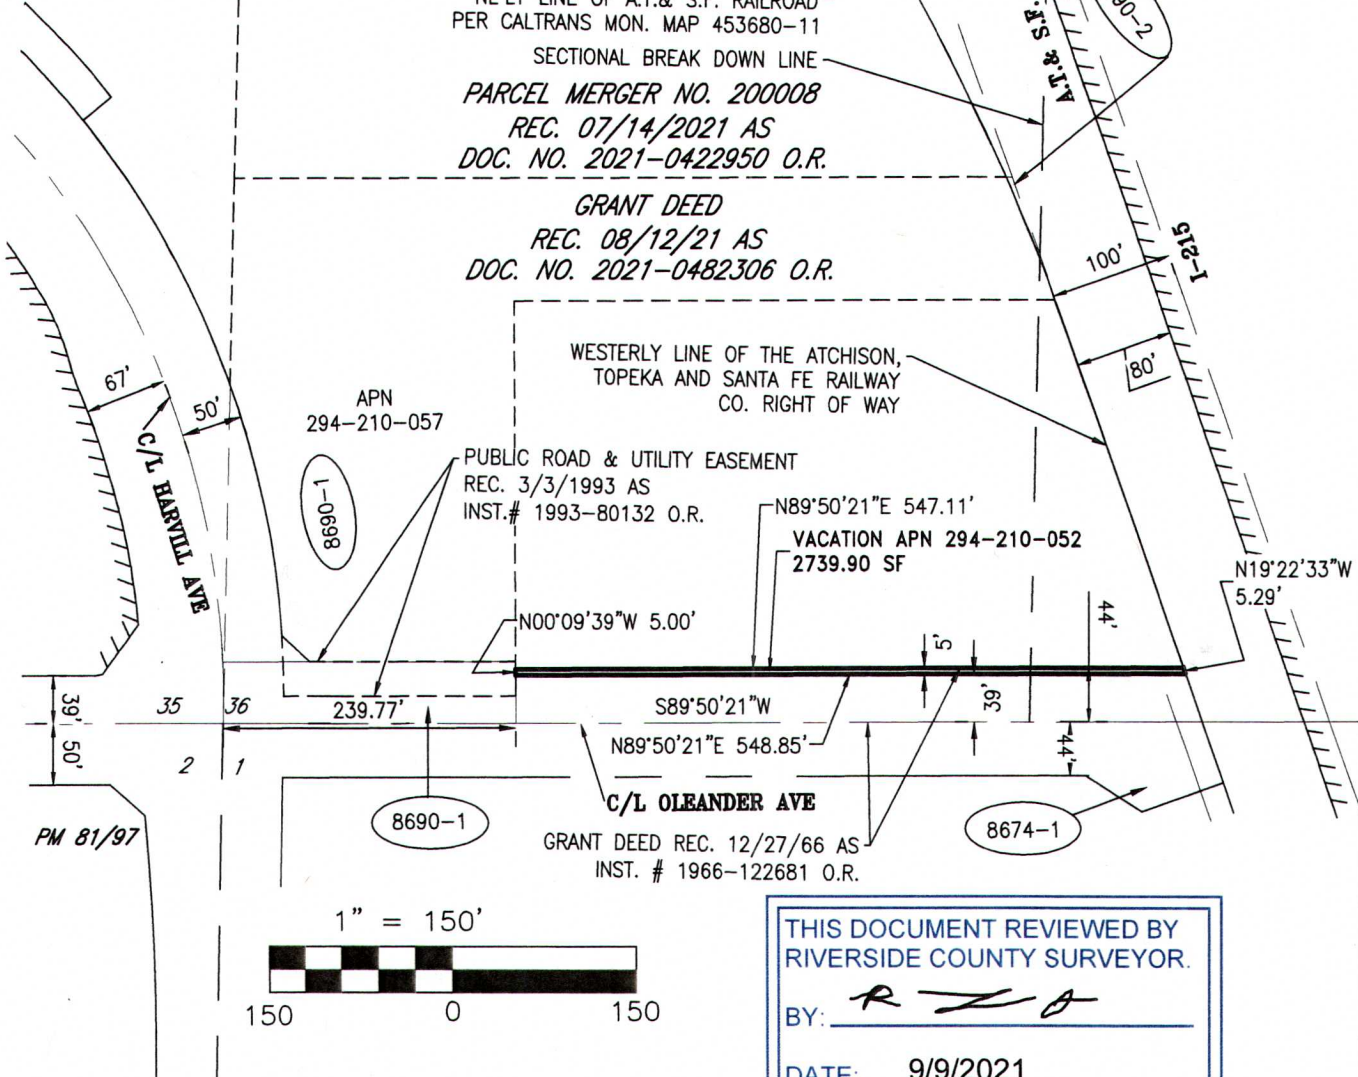 NE'LY LINE OF A.T.& S.F. RAILROAD
PER CALTRANS MON. MAP 453680-11
SECTIONAL BREAK DOWN LINE
PARCEL MERGER NO. 200008
REC. 07/14/2021 AS
DOC. NO. 2021-0422950 O.R.
GRANT DEED
REC. 08/12/21 AS
DOC. NO. 2021-0482306 O.R.
A.T.& S.F.
90-2
I-215
100'
80'
WESTERLY LINE OF THE ATCHISON,
TOPEKA AND SANTA FE RAILWAY
CO. RIGHT OF WAY
67'
50'
C/L HARVILL AVE
APN
294-210-057
8690-1
PUBLIC ROAD & UTILITY EASEMENT
REC. 3/3/1993 AS
INST.# 1993-80132 O.R.
N89°50'21"E 547.11'
VACATION APN 294-210-052
2739.90 SF
N19°22'33"W
5.29'
N00°09'39"W 5.00'
5'
44'
39'
35
36
239.77'
S89°50'21"W
39'
50'
2
1
N89°50'21"E 548.85'
44'
C/L OLEANDER AVE
8690-1
8674-1
PM 81/97
GRANT DEED REC. 12/27/66 AS
INST. # 1966-122681 O.R.
1" = 150'
150
0
150
THIS DOCUMENT REVIEWED BY
RIVERSIDE COUNTY SURVEYOR.
BY:
DATE: 9/9/2021